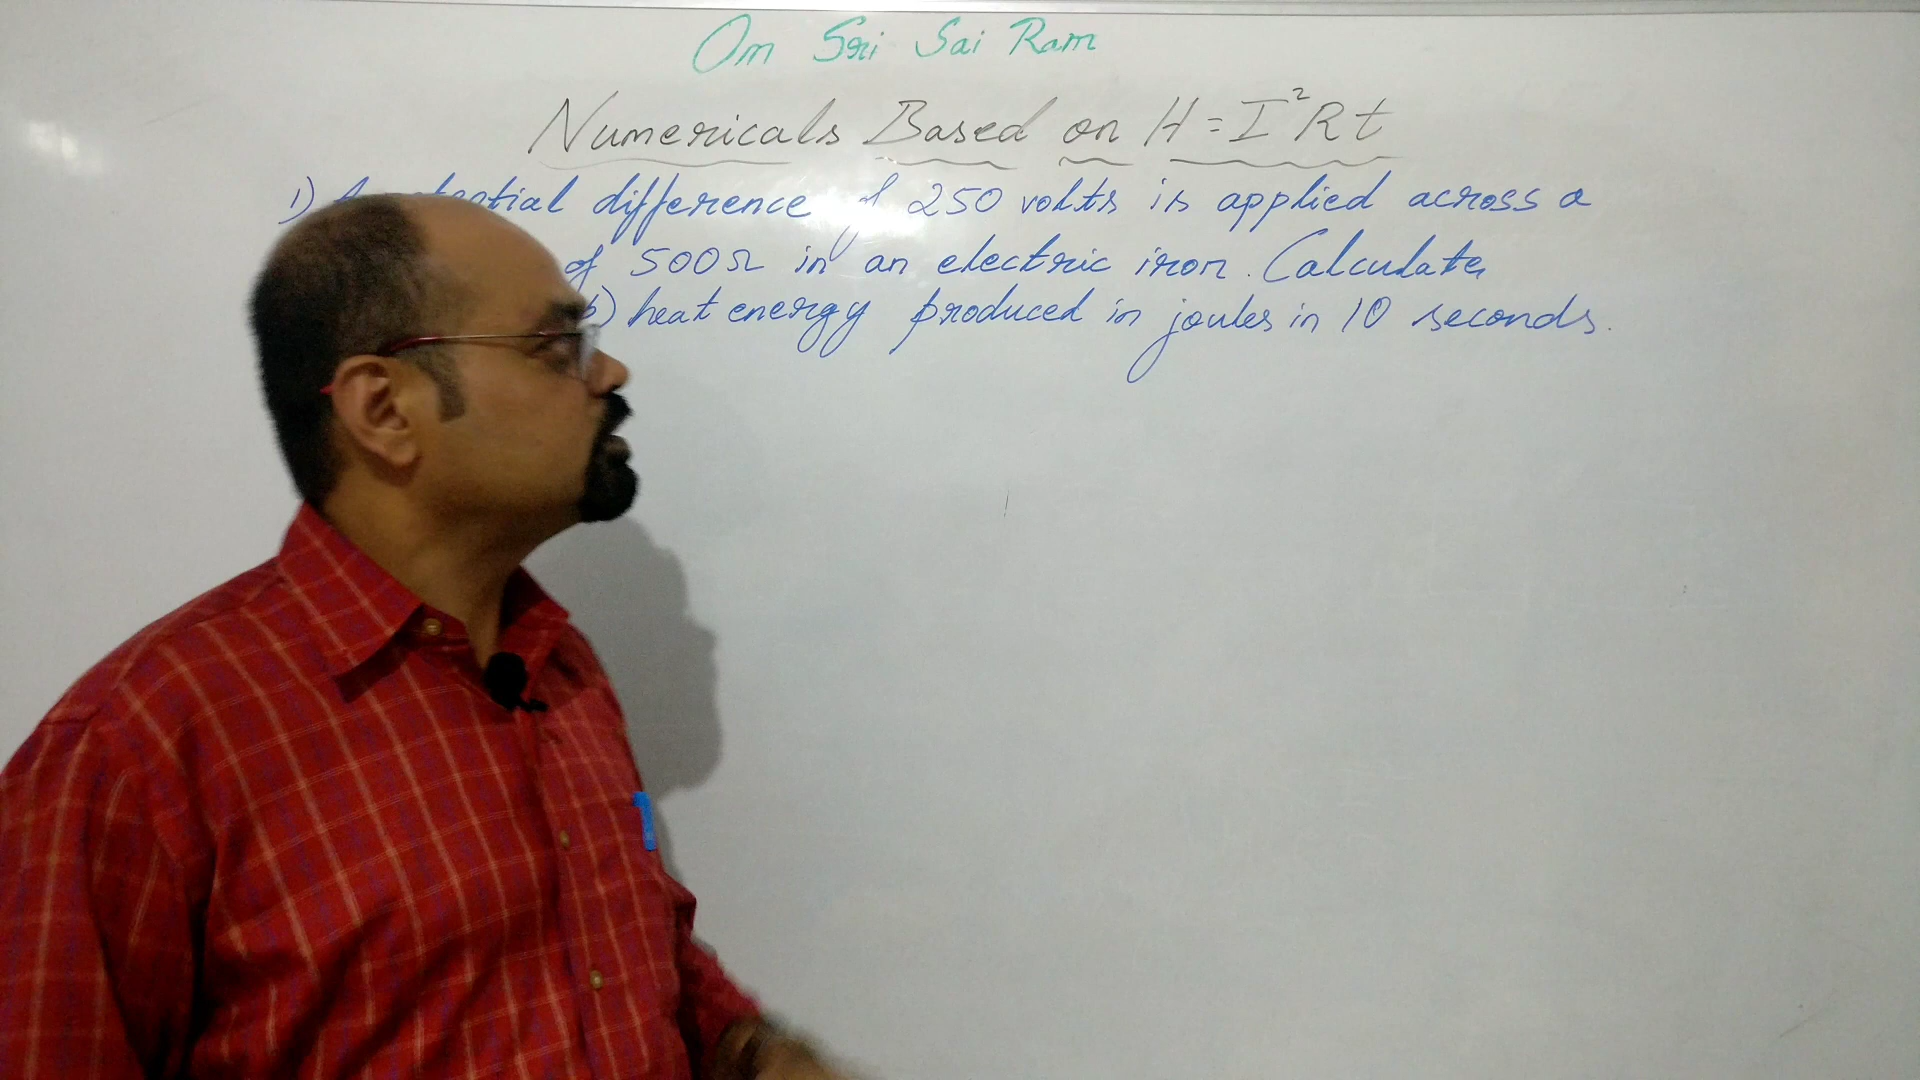 Om Sri Sai Ram
Numericals Based on H = I²Rt
1) difference of 250 volts is applied across a
of 500Ω in an electric iron. Calculate
b) heat energy produced in joules in 10 seconds.